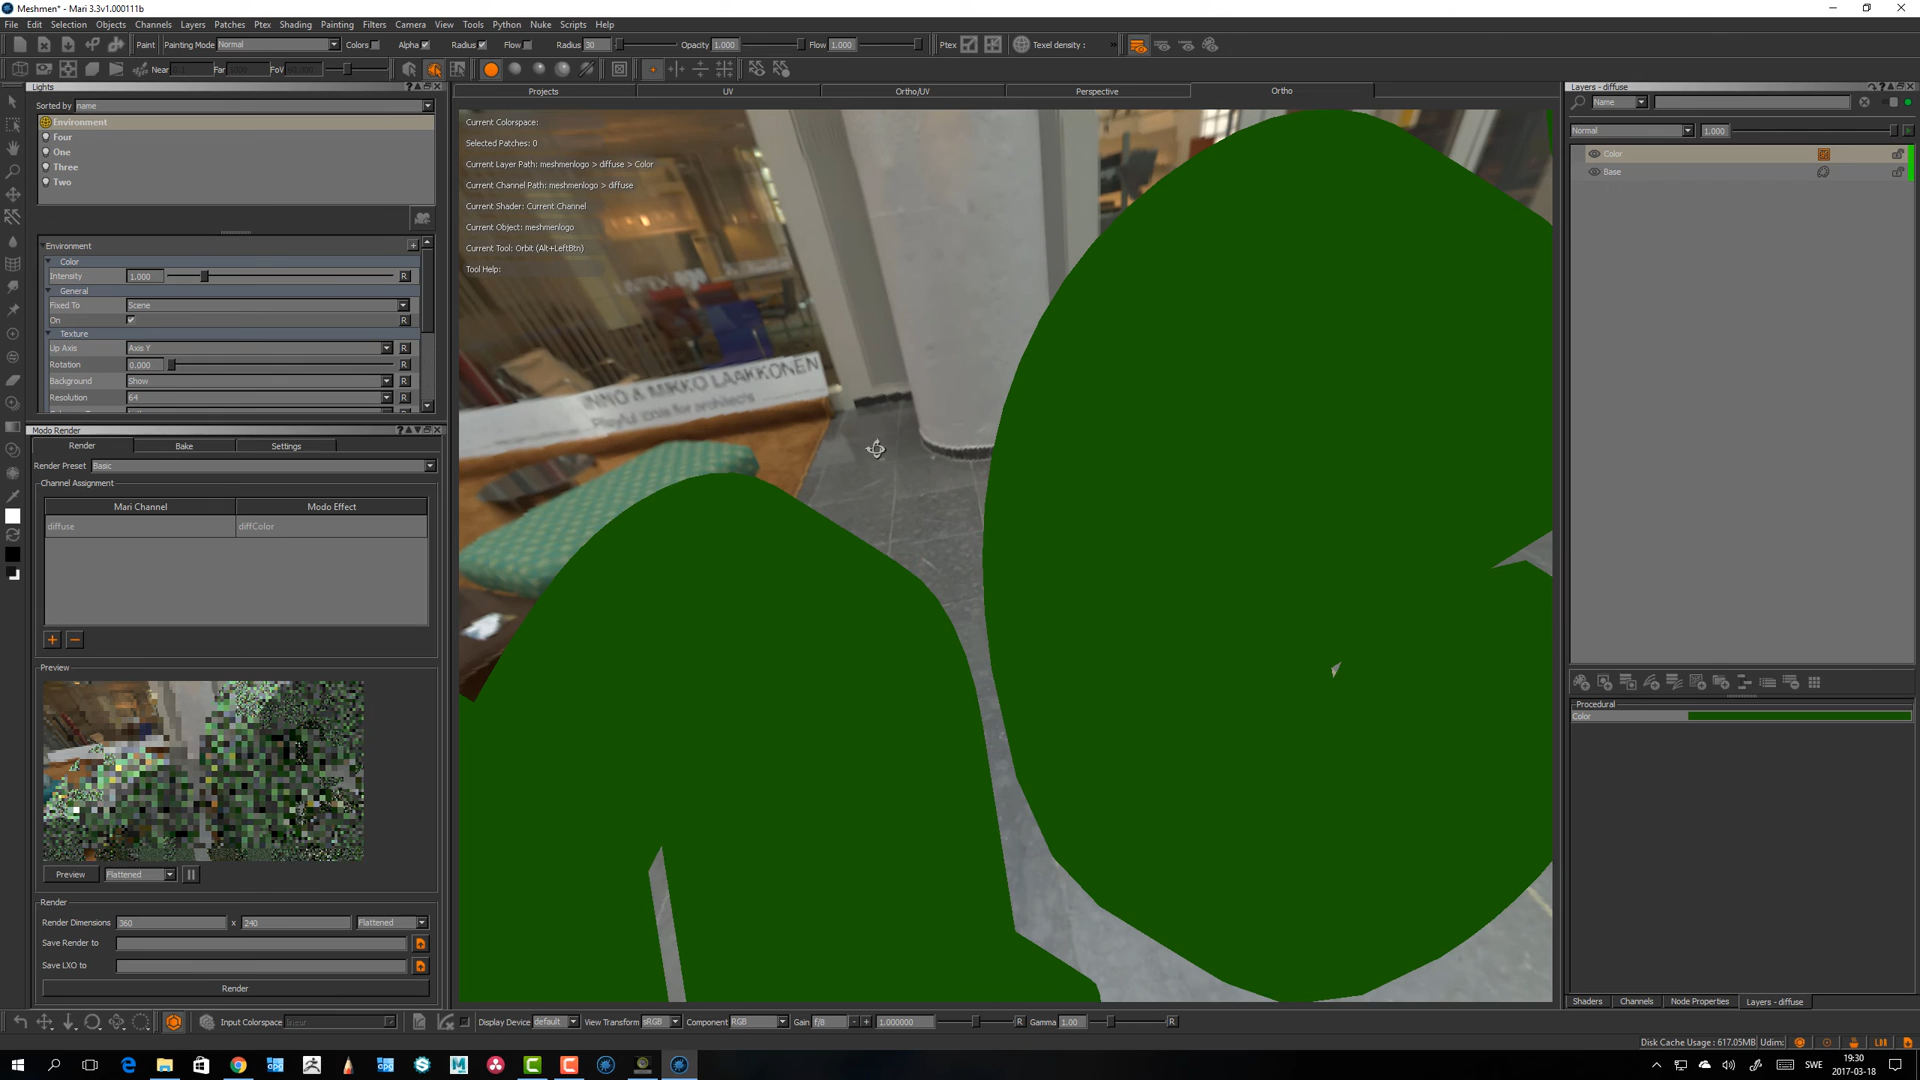 Meshmen* - Mari 3.3v1.000111b
File Edit Selection Objects Channels Layers Patches Ptex Shading Painting Filters Camera View Tools Python Nuke Scripts Help
Paint Painting Mode Normal Colors Alpha Radius Flow Radius 30 Opacity 1.000 Flow 1.000 Ptex Texel density :
Near 0.1 Far FoV
Lights
Sorted by name
Environment
Four
One
Three
Two
Environment
Color
Intensity 1.000 R
General
Fixed To Scene
On R
Texture
Up Axis Axis Y R
Rotation 0.000 R
Background Show R
Resolution 64 R
Modo Render
Render Bake Settings
Render Preset Basic
Channel Assignment
Mari Channel Modo Effect
diffuse diffColor
Preview
Preview Flattened
Render
Render Dimensions 360 x 240 Flattened
Save Render to
Save LXO to
Render
Projects UV Ortho/UV Perspective Ortho
Current Colorspace:
Selected Patches: 0
Current Layer Path: meshmenlogo > diffuse > Color
Current Channel Path: meshmenlogo > diffuse
Current Shader: Current Channel
Current Object: meshmenlogo
Current Tool: Orbit (Alt+LeftBtn)
Tool Help:
INNO & MIKKO LAAKKONEN
Playful icons for architects
Layers - diffuse
Name
Normal 1.000
Color
Base
Procedural
Color
Shaders Channels Node Properties Layers - diffuse
Input Colorspace linear Display Device default View Transform sRGB Component RGB Gain f/8 - + 1.000000 R Gamma 1.00 R
Disk Cache Usage : 617.05MB Udim:
SWE
19:30
2017-03-18